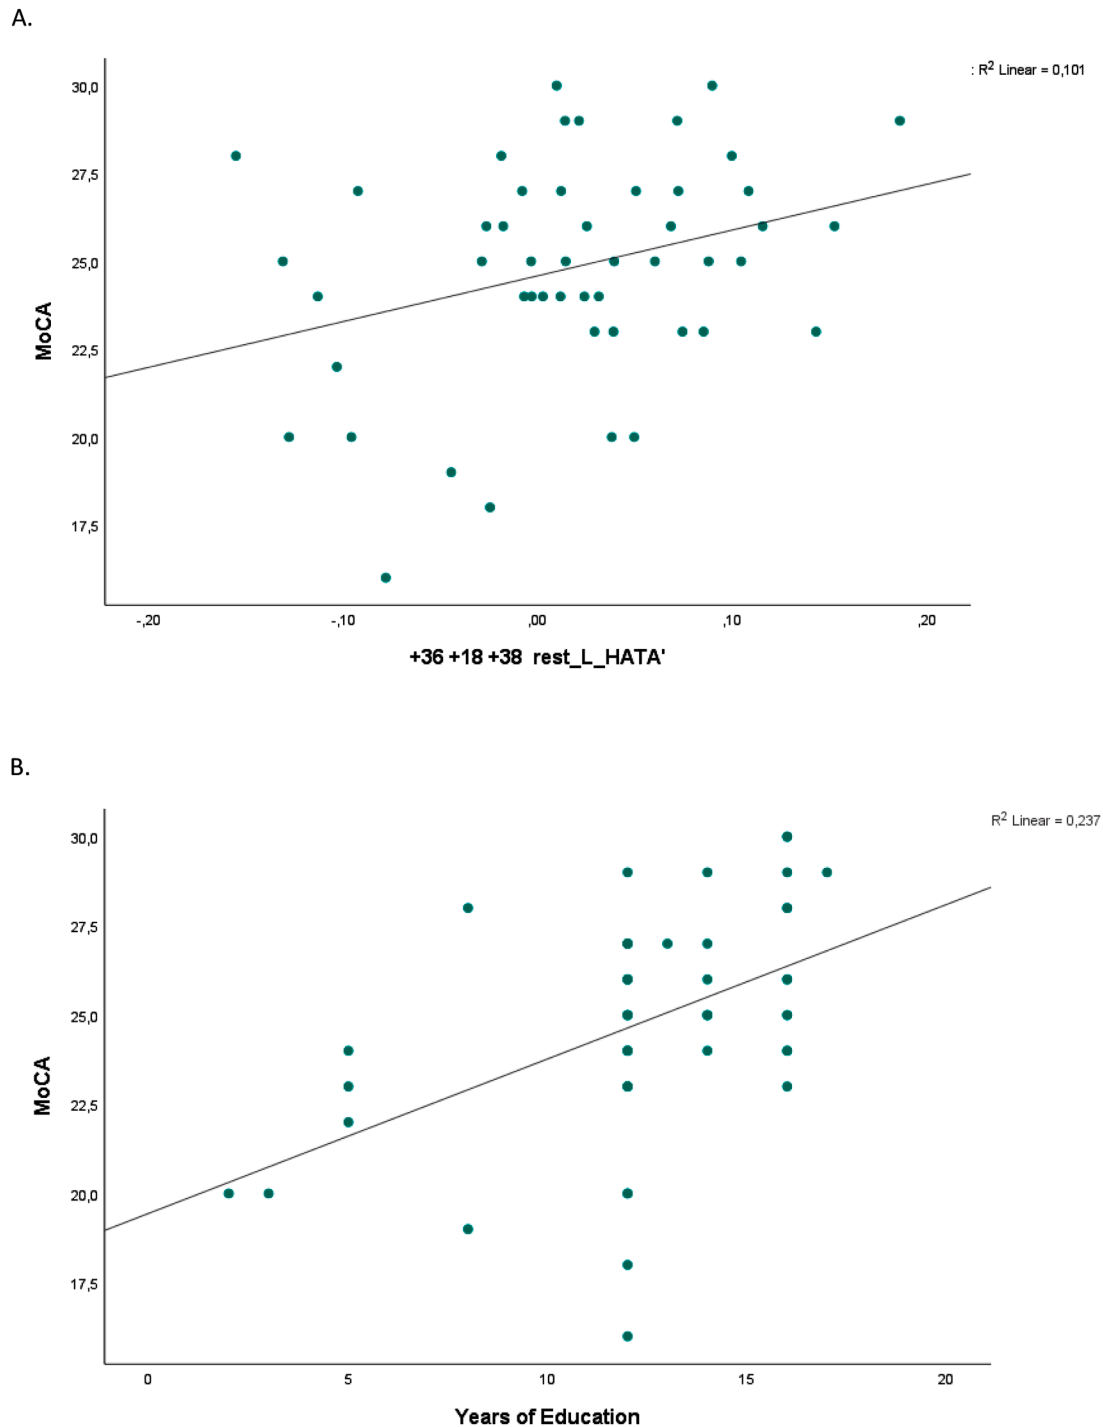 A.
: R² Linear = 0,101
30,0
27,5
25,0
22,5
20,0
17,5
MoCA
-,20 -,10 ,00 ,10 ,20
+36 +18 +38 rest_L_HATA'
B.
R² Linear = 0,237
30,0
27,5
25,0
22,5
20,0
17,5
MoCA
0 5 10 15 20
Years of Education